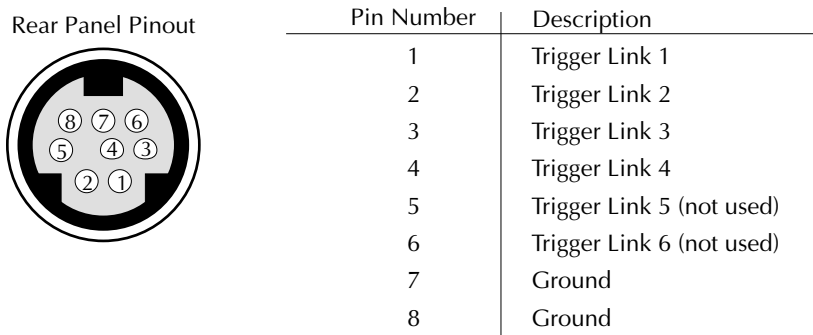 Rear Panel Pinout
8 7 6
5 4 3
2 1
Pin Number Description
1 Trigger Link 1
2 Trigger Link 2
3 Trigger Link 3
4 Trigger Link 4
5 Trigger Link 5 (not used)
6 Trigger Link 6 (not used)
7 Ground
8 Ground